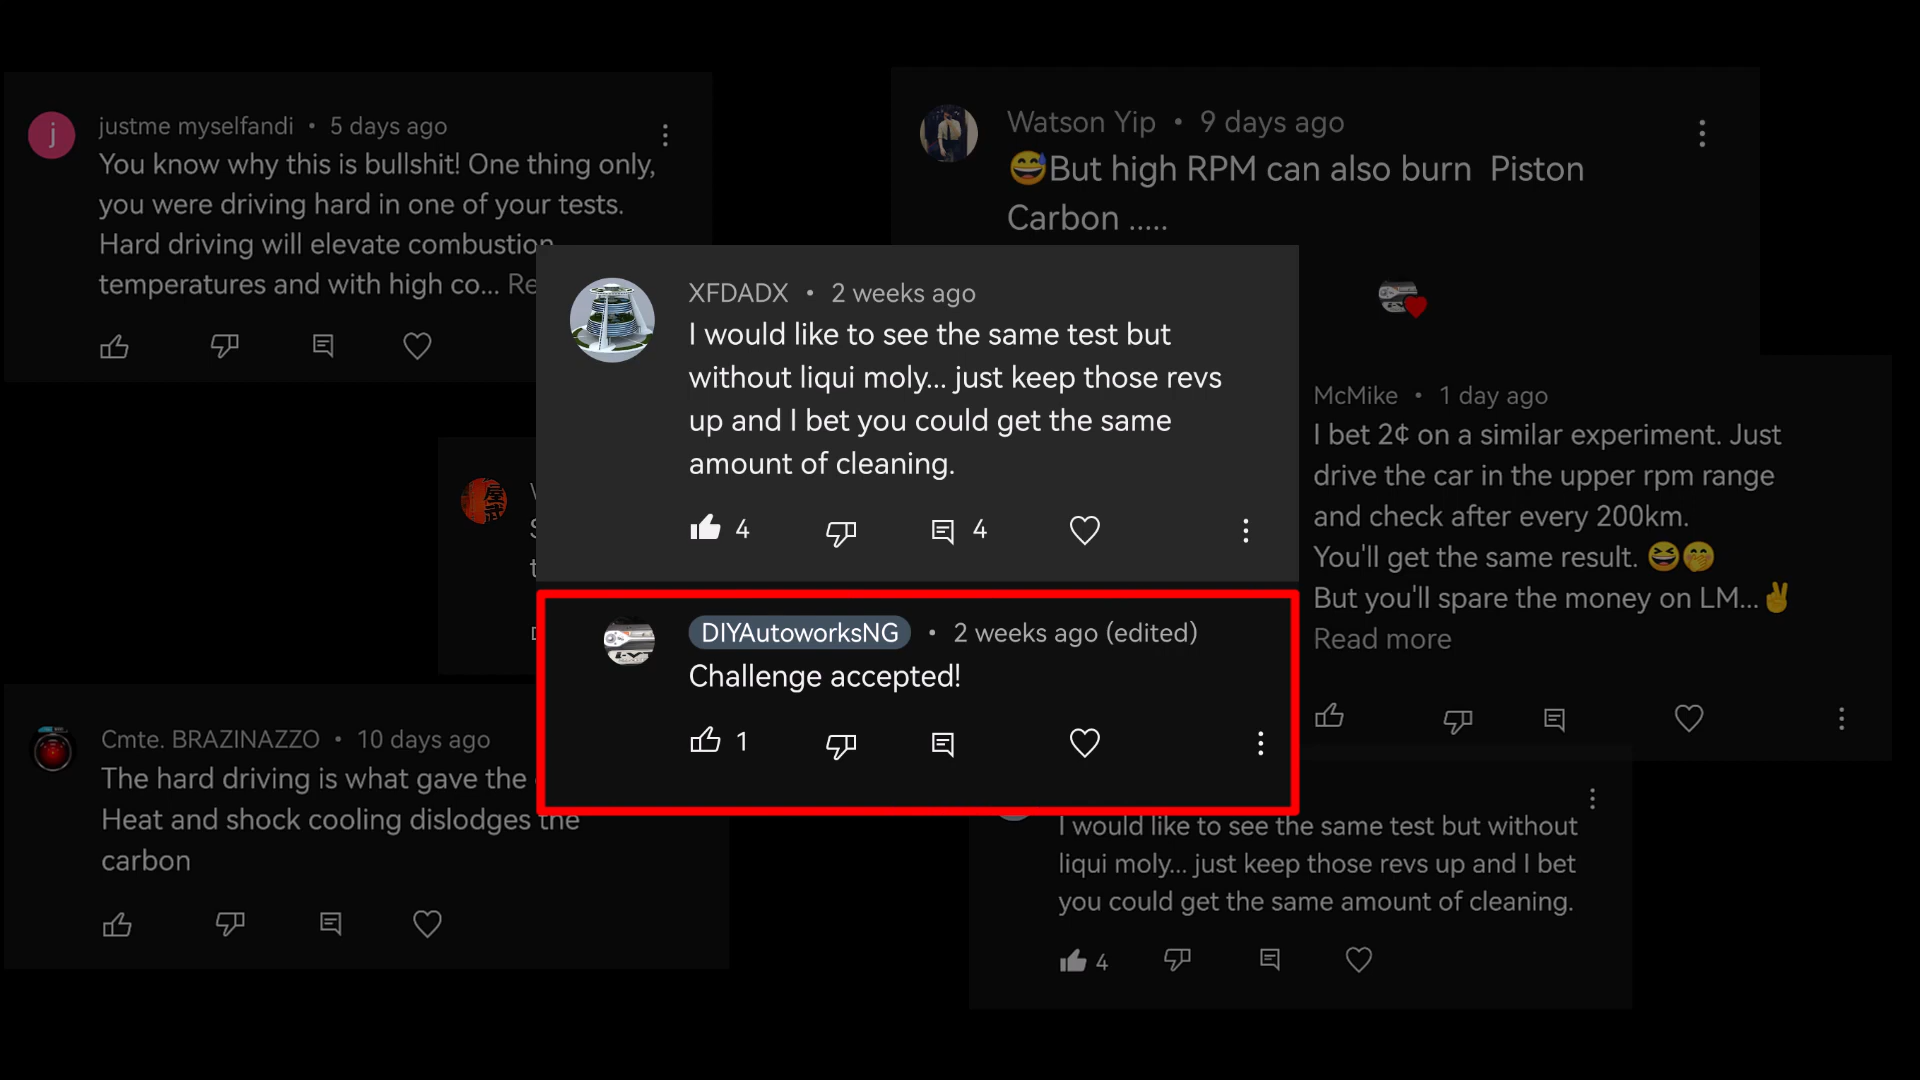 justme myselfandi • 5 days ago
You know why this is bullshit! One thing only,
you were driving hard in one of your tests.
Hard driving will elevate combustion
temperatures and with high co... Re
Watson Yip • 9 days ago
😅But high RPM can also burn Piston
Carbon .....
XFDADX • 2 weeks ago
I would like to see the same test but
without liqui moly... just keep those revs
up and I bet you could get the same
amount of cleaning.
4 4
DIYAutoworksNG • 2 weeks ago (edited)
Challenge accepted!
1
McMike • 1 day ago
I bet 2¢ on a similar experiment. Just
drive the car in the upper rpm range
and check after every 200km.
You'll get the same result. 😆🤭
But you'll spare the money on LM...✌
Read more
Cmte. BRAZINAZZO • 10 days ago
The hard driving is what gave the
Heat and shock cooling dislodges the
carbon
I would like to see the same test but without
liqui moly... just keep those revs up and I bet
you could get the same amount of cleaning.
4